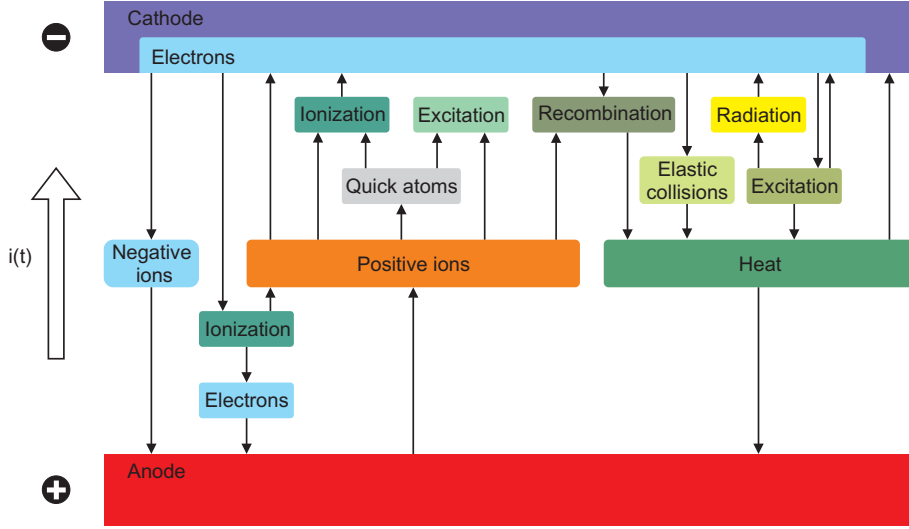 Cathode
Electrons
Ionization
Excitation
Recombination
Radiation
Quick atoms
Elastic
collisions
Excitation
i(t)
Negative
ions
Positive ions
Heat
Ionization
Electrons
Anode